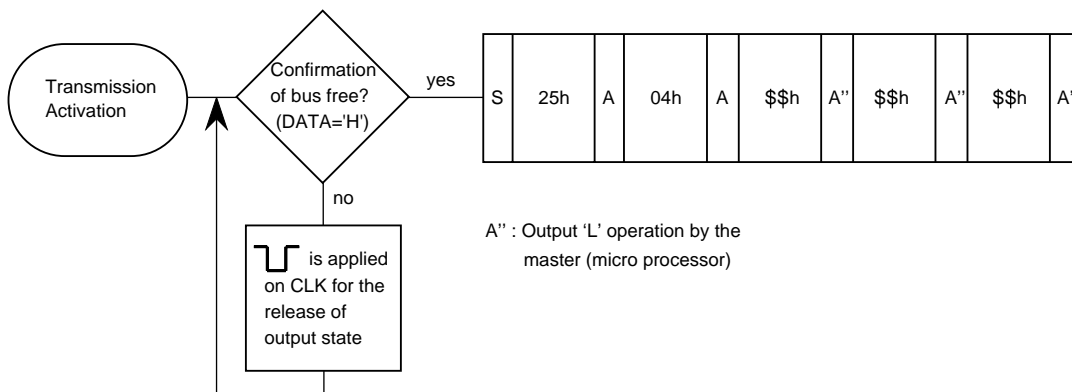 Transmission
Activation
Confirmation
of bus free?
(DATA='H')
yes
no
S 25h A 04h A $$h A'' $$h A'' $$h A'
is applied
on CLK for the
release of
output state
A'' : Output ‘L’ operation by the
master (micro processor)